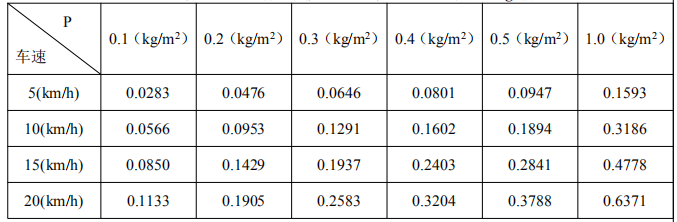 P
车速
0.1（kg/m²） 0.2（kg/m²） 0.3（kg/m²） 0.4（kg/m²） 0.5（kg/m²） 1.0（kg/m²）
5(km/h) 0.0283 0.0476 0.0646 0.0801 0.0947 0.1593
10(km/h) 0.0566 0.0953 0.1291 0.1602 0.1894 0.3186
15(km/h) 0.0850 0.1429 0.1937 0.2403 0.2841 0.4778
20(km/h) 0.1133 0.1905 0.2583 0.3204 0.3788 0.6371